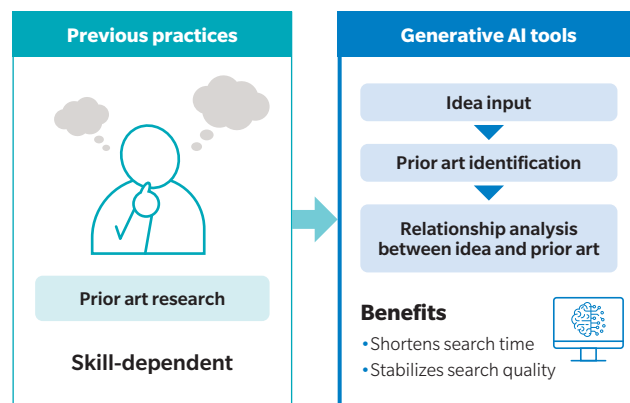 Previous practices
Prior art research
Skill-dependent
Generative AI tools
Idea input
Prior art identification
Relationship analysis
between idea and prior art
Benefits
•Shortens search time
•Stabilizes search quality